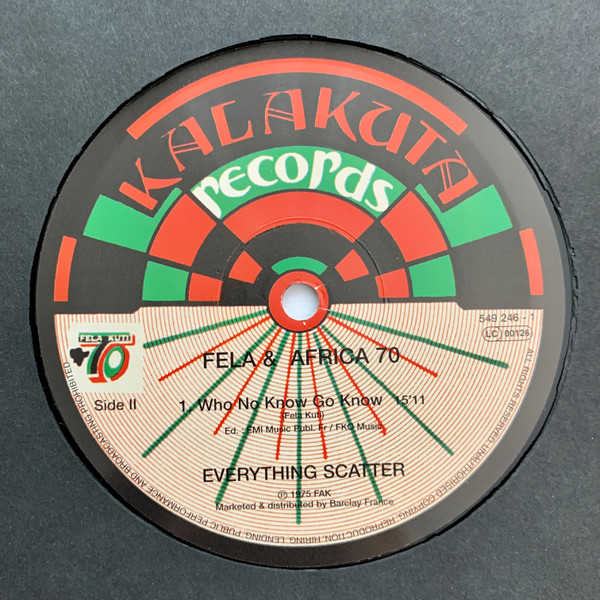 KALAKUTA
records
549 246 - 1
LC 00126
FELA KUTI
70
FELA & AFRICA 70
Side II
1. Who No Know Go Know 15'11
(Fela Kuti)
Ed. : EMI Music Publ. Fr / FKO Music
EVERYTHING SCATTER
℗ 1975 FAK
Marketed & distributed by Barclay France
ALL RIGHTS RESERVED UNAUTHORISED COPYING, REPRODUCTION, HIRING, LENDING, PUBLIC PERFORMANCE AND BROADCASTING PROHIBITED